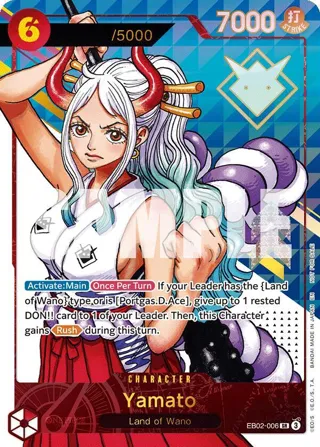 6
7000
打
STRIKE
/5000
SAMPLE
Activate:Main Once Per Turn If your Leader has the {Land
of Wano} type or is [Portgas.D.Ace], give up to 1 rested
DON!! card to 1 of your Leader. Then, this Character
gains Rush during this turn.
CHARACTER
Yamato
Land of Wano
EB02-006 SR 3